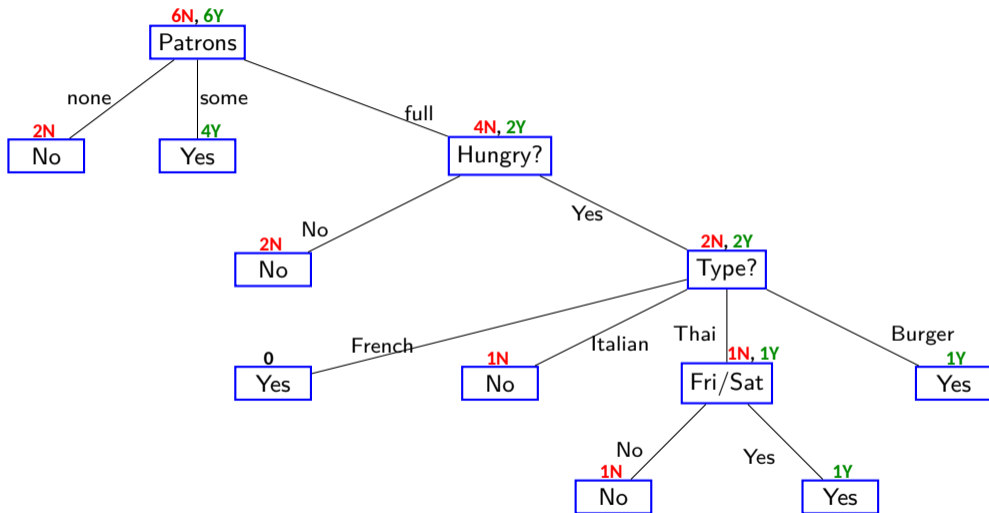 6N, 6Y
Patrons
none
some
full
2N
No
4Y
Yes
4N, 2Y
Hungry?
No
Yes
2N
No
2N, 2Y
Type?
French
Italian
Thai
Burger
0
Yes
1N
No
1N, 1Y
Fri/Sat
1Y
Yes
No
Yes
1N
No
1Y
Yes